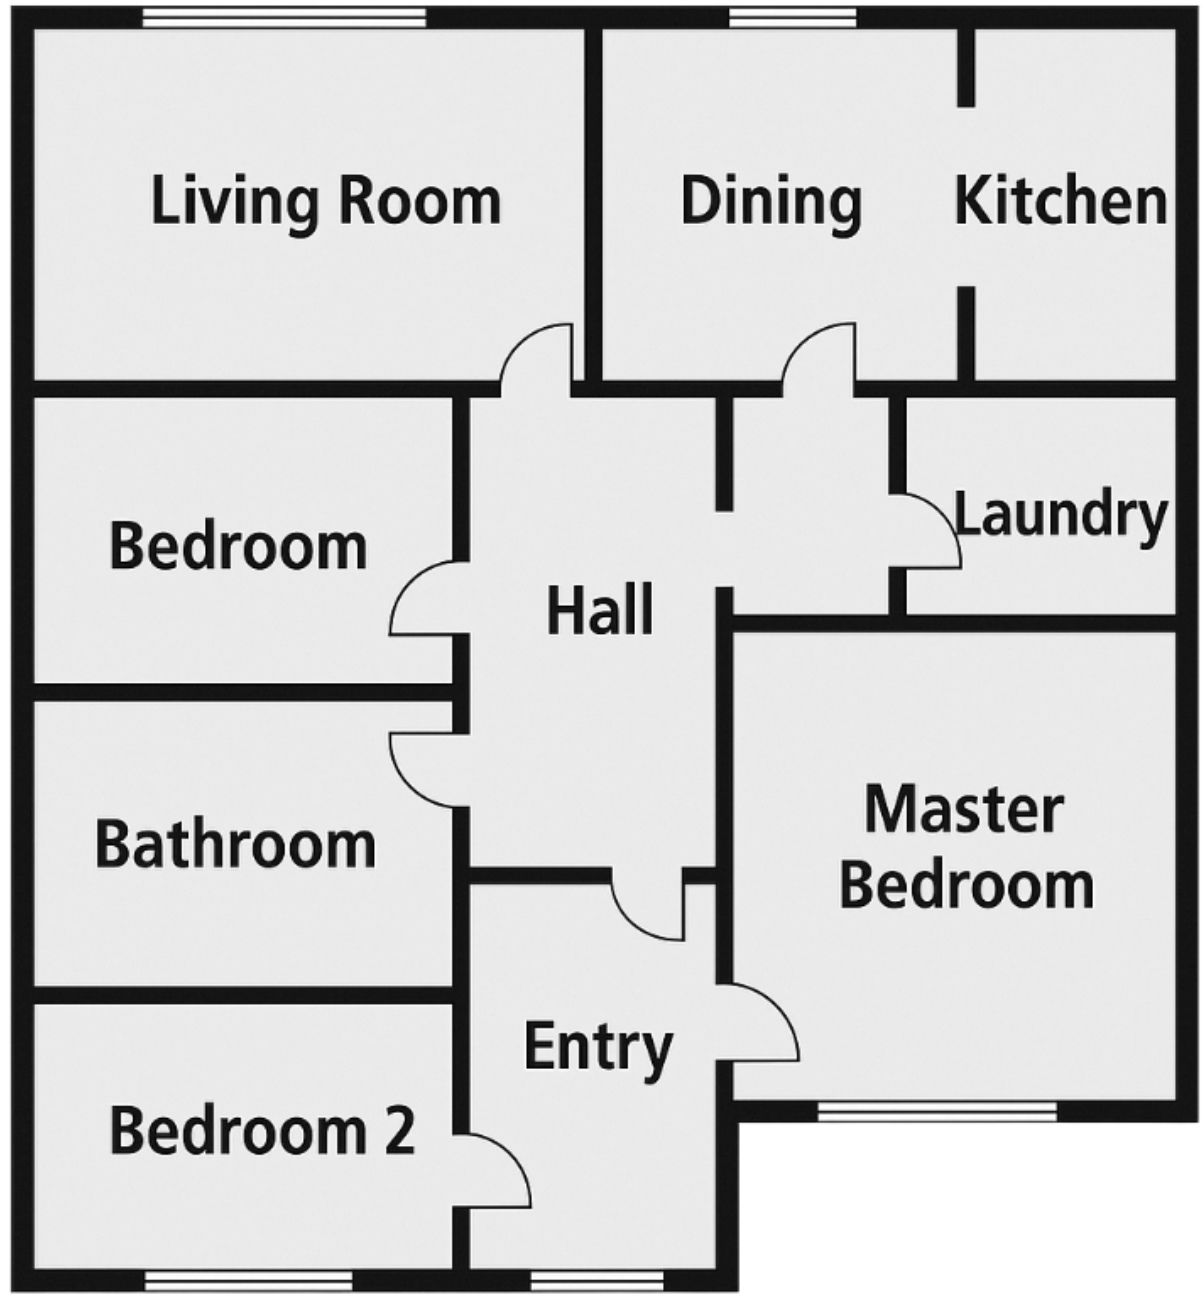 Living Room
Dining
Kitchen
Bedroom
Laundry
Hall
Bathroom
Master
Bedroom
Entry
Bedroom 2